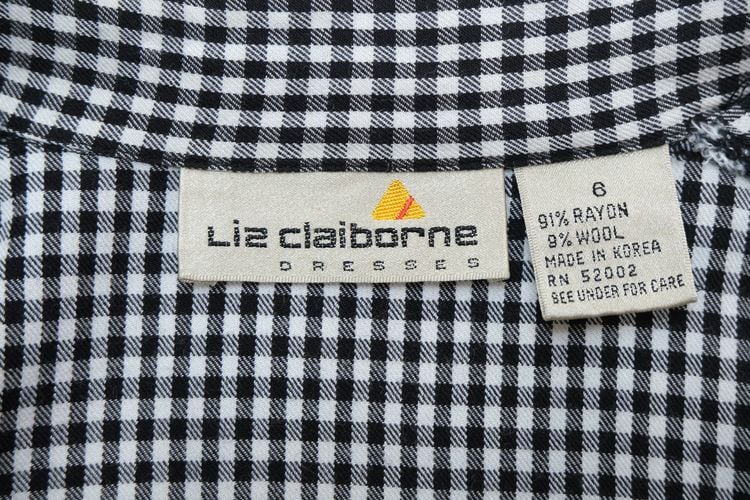 Liz claiborne
DRESSES
6
91% RAYON
9% WOOL
MADE IN KOREA
RN 52002
SEE UNDER FOR CARE